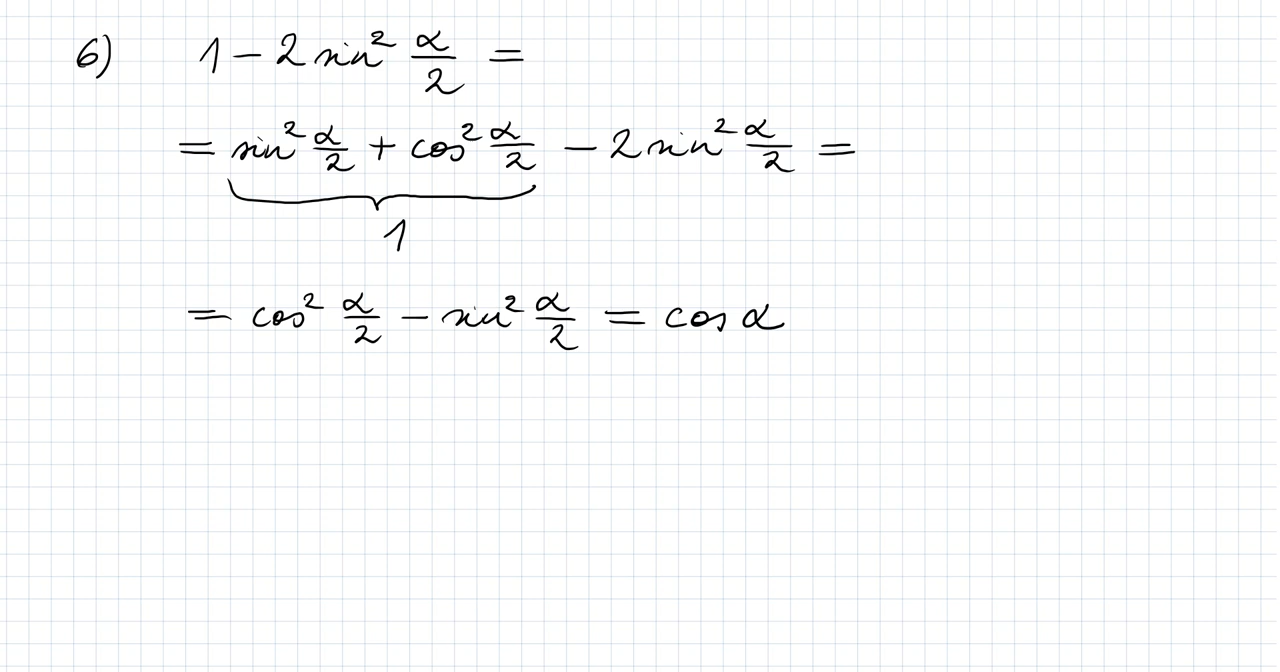 6) 1 - 2 sin² α/2 =
= sin² α/2 + cos² α/2 - 2 sin² α/2 =
1
= cos² α/2 - sin² α/2 = cos α